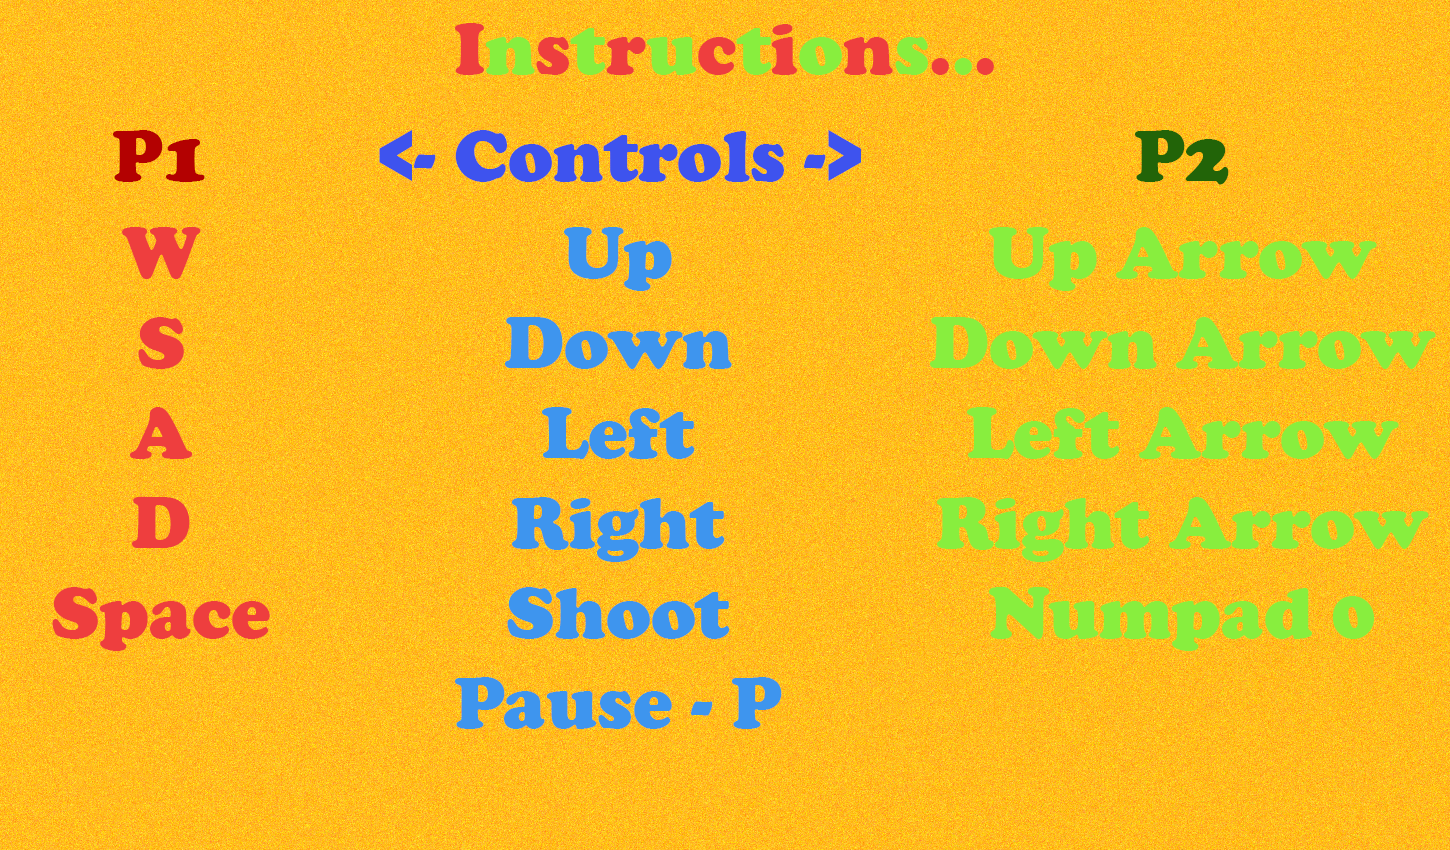 Instructions...
P1 <- Controls -> P2
W Up Up Arrow
S Down Down Arrow
A Left Left Arrow
D Right Right Arrow
Space Shoot Numpad 0
Pause - P